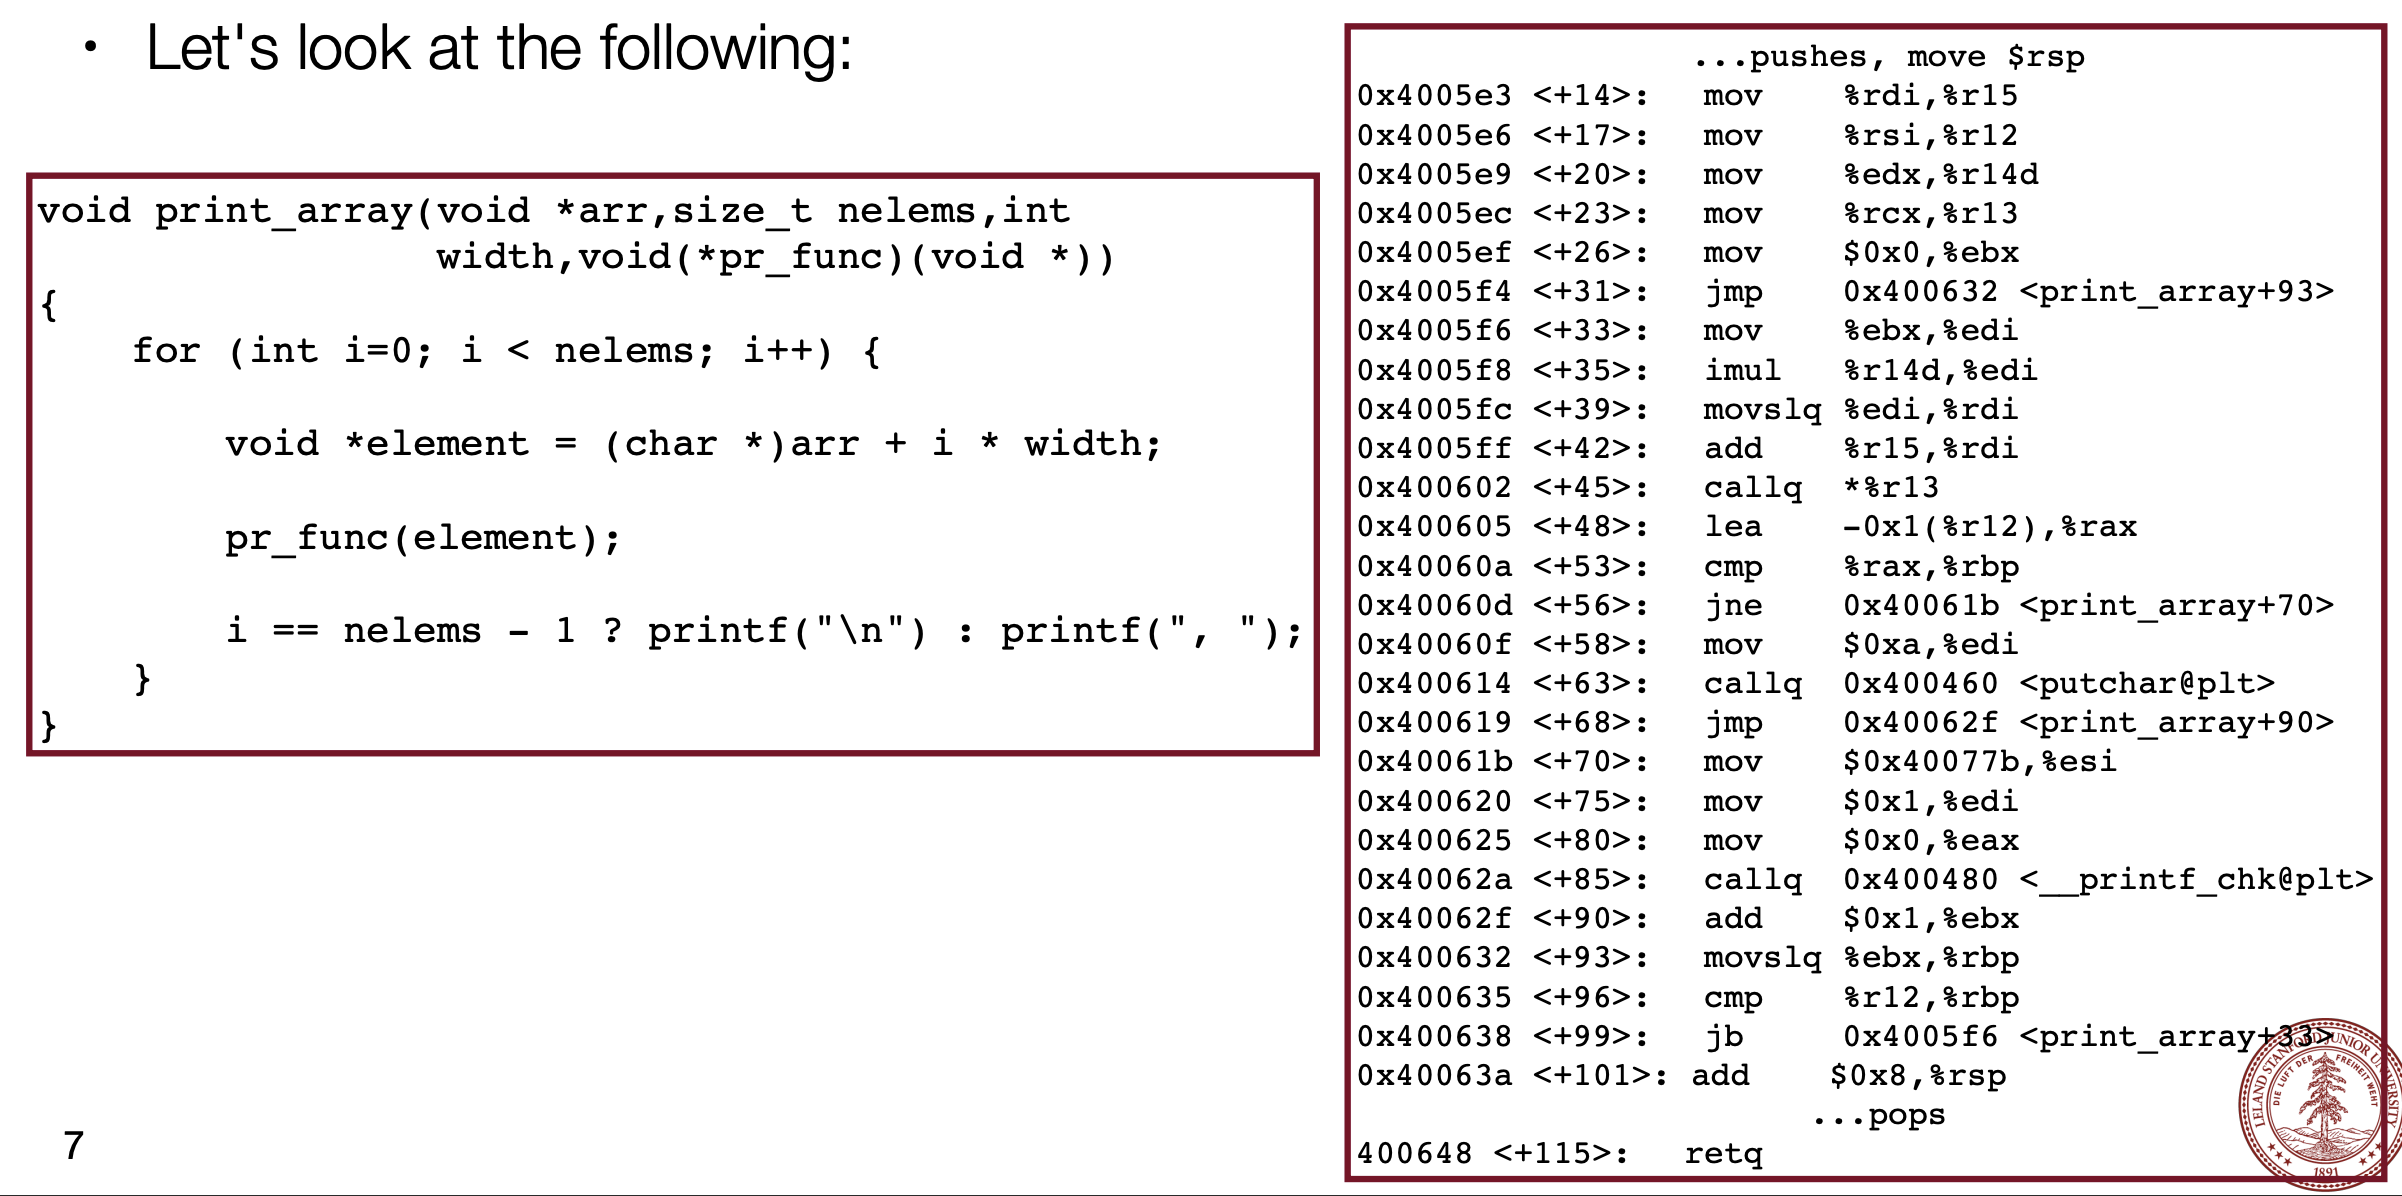 • Let's look at the following:
void print_array(void *arr,size_t nelems,int
                 width,void(*pr_func)(void *))
{
    for (int i=0; i < nelems; i++) {
        void *element = (char *)arr + i * width;
        pr_func(element);
        i == nelems - 1 ? printf("\n") : printf(", ");
    }
}
...pushes, move $rsp
0x4005e3 <+14>:  mov    %rdi,%r15
0x4005e6 <+17>:  mov    %rsi,%r12
0x4005e9 <+20>:  mov    %edx,%r14d
0x4005ec <+23>:  mov    %rcx,%r13
0x4005ef <+26>:  mov    $0x0,%ebx
0x4005f4 <+31>:  jmp    0x400632 <print_array+93>
0x4005f6 <+33>:  mov    %ebx,%edi
0x4005f8 <+35>:  imul   %r14d,%edi
0x4005fc <+39>:  movslq %edi,%rdi
0x4005ff <+42>:  add    %r15,%rdi
0x400602 <+45>:  callq  *%r13
0x400605 <+48>:  lea    -0x1(%r12),%rax
0x40060a <+53>:  cmp    %rax,%rbp
0x40060d <+56>:  jne    0x40061b <print_array+70>
0x40060f <+58>:  mov    $0xa,%edi
0x400614 <+63>:  callq  0x400460 <putchar@plt>
0x400619 <+68>:  jmp    0x40062f <print_array+90>
0x40061b <+70>:  mov    $0x40077b,%esi
0x400620 <+75>:  mov    $0x1,%edi
0x400625 <+80>:  mov    $0x0,%eax
0x40062a <+85>:  callq  0x400480 <__printf_chk@plt>
0x40062f <+90>:  add    $0x1,%ebx
0x400632 <+93>:  movslq %ebx,%rbp
0x400635 <+96>:  cmp    %r12,%rbp
0x400638 <+99>:  jb     0x4005f6 <print_array+33>
0x40063a <+101>: add    $0x8,%rsp
...pops
400648 <+115>:  retq
7
LELAND STANFORD JUNIOR UNIVERSITY
DIE LUFT DER FREIHEIT WEHT
1891